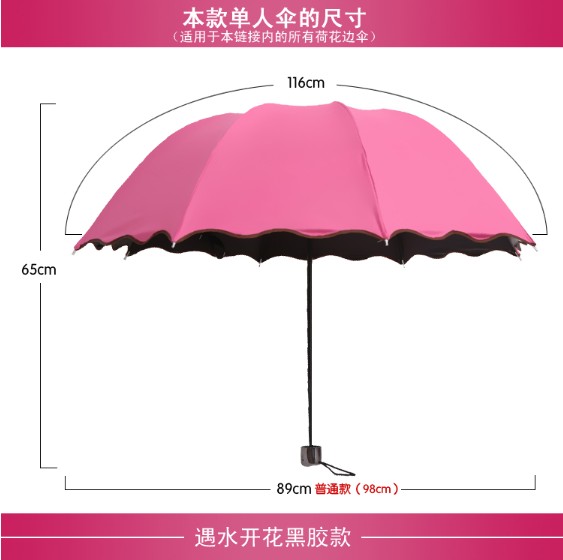 本款单人伞的尺寸
（适用于本链接内的所有荷花边伞）
116cm
65cm
89cm 普通款（98cm）
遇水开花黑胶款